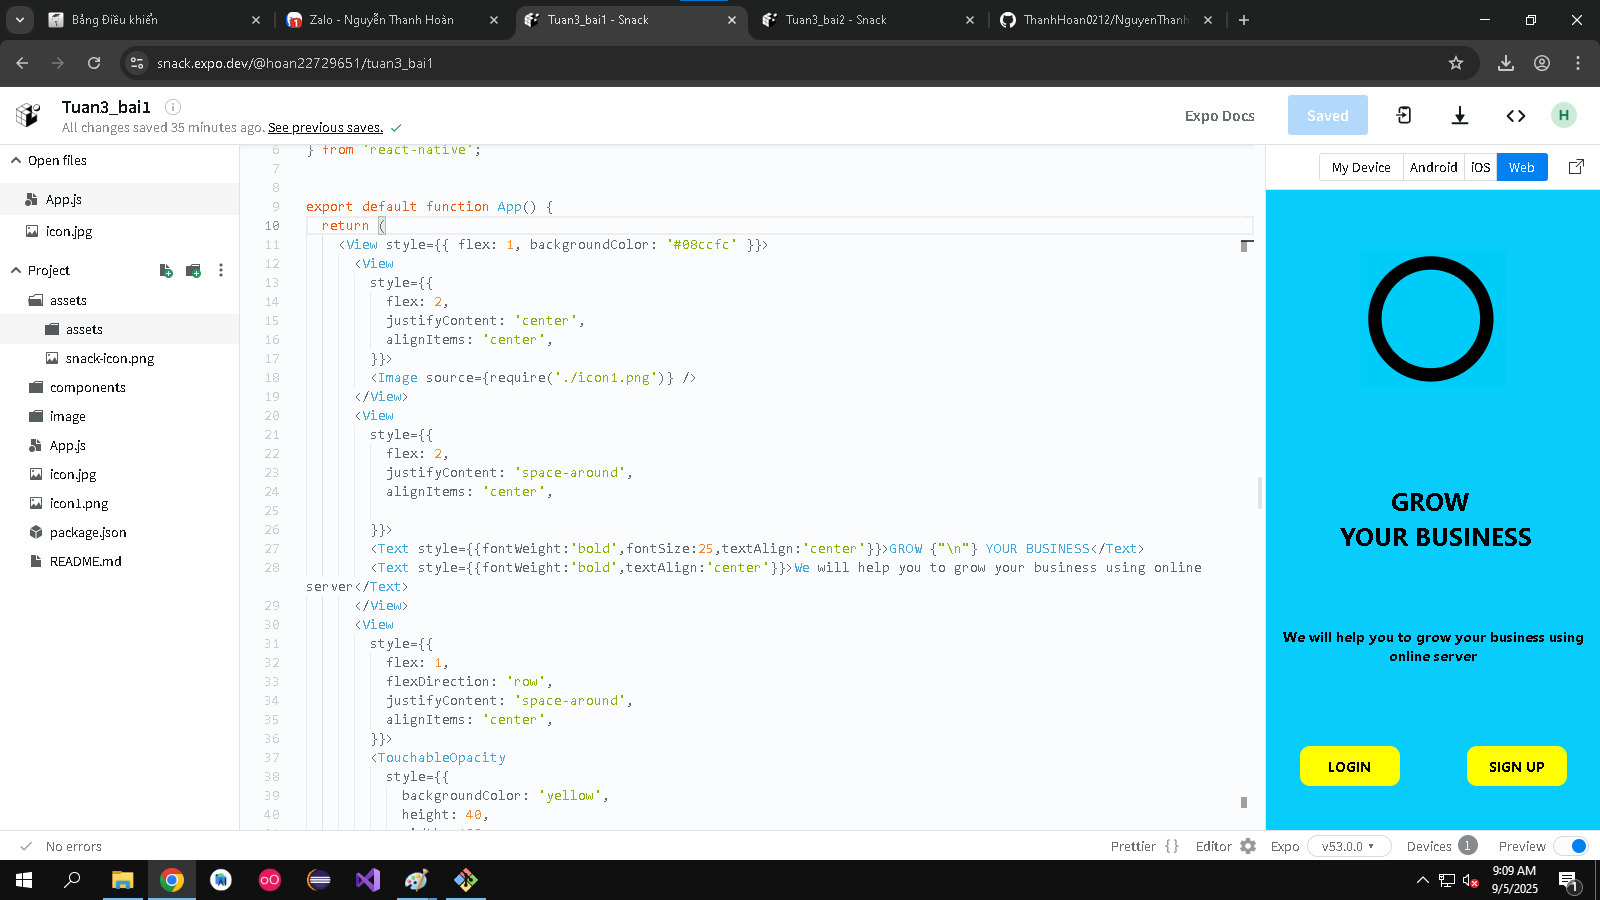 Bảng Điều khiển
Zalo - Nguyễn Thanh Hoàn
Tuan3_bai1 - Snack
Tuan3_bai2 - Snack
ThanhHoan0212/NguyenThanh
snack.expo.dev/@hoan22729651/tuan3_bai1
Tuan3_bai1
All changes saved 35 minutes ago. See previous saves.
Expo Docs
Saved
H
Open files
App.js
icon.jpg
Project
assets
assets
snack-icon.png
components
image
App.js
icon.jpg
icon1.png
package.json
README.md
6 } from 'react-native';
7
8
9 export default function App() {
10 return (
11 <View style={{ flex: 1, backgroundColor: '#08ccfc' }}>
12 <View
13 style={{
14 flex: 2,
15 justifyContent: 'center',
16 alignItems: 'center',
17 }}>
18 <Image source={require('./icon1.png')} />
19 </View>
20 <View
21 style={{
22 flex: 2,
23 justifyContent: 'space-around',
24 alignItems: 'center',
25
26 }}>
27 <Text style={{fontWeight:'bold',fontSize:25,textAlign:'center'}}>GROW {"\n"} YOUR BUSINESS</Text>
28 <Text style={{fontWeight:'bold',textAlign:'center'}}>We will help you to grow your business using online
server</Text>
29 </View>
30 <View
31 style={{
32 flex: 1,
33 flexDirection: 'row',
34 justifyContent: 'space-around',
35 alignItems: 'center',
36 }}>
37 <TouchableOpacity
38 style={{
39 backgroundColor: 'yellow',
40 height: 40,
My Device
Android
iOS
Web
GROW
YOUR BUSINESS
We will help you to grow your business using
online server
LOGIN
SIGN UP
No errors
Prettier { }
Editor
Expo
v53.0.0
Devices 1
Preview
9:09 AM
9/5/2025
1